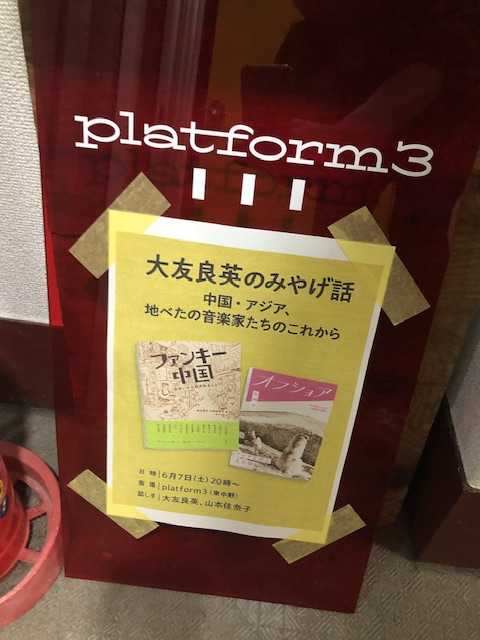 platform3
大友良英のみやげ話
中国・アジア、
地べたの音楽家たちのこれから
ファンキー
中国
オフショア
日 時|6月7日(土)20時〜
会 場|platform3(東中野)
話し手|大友良英、山本佳奈子